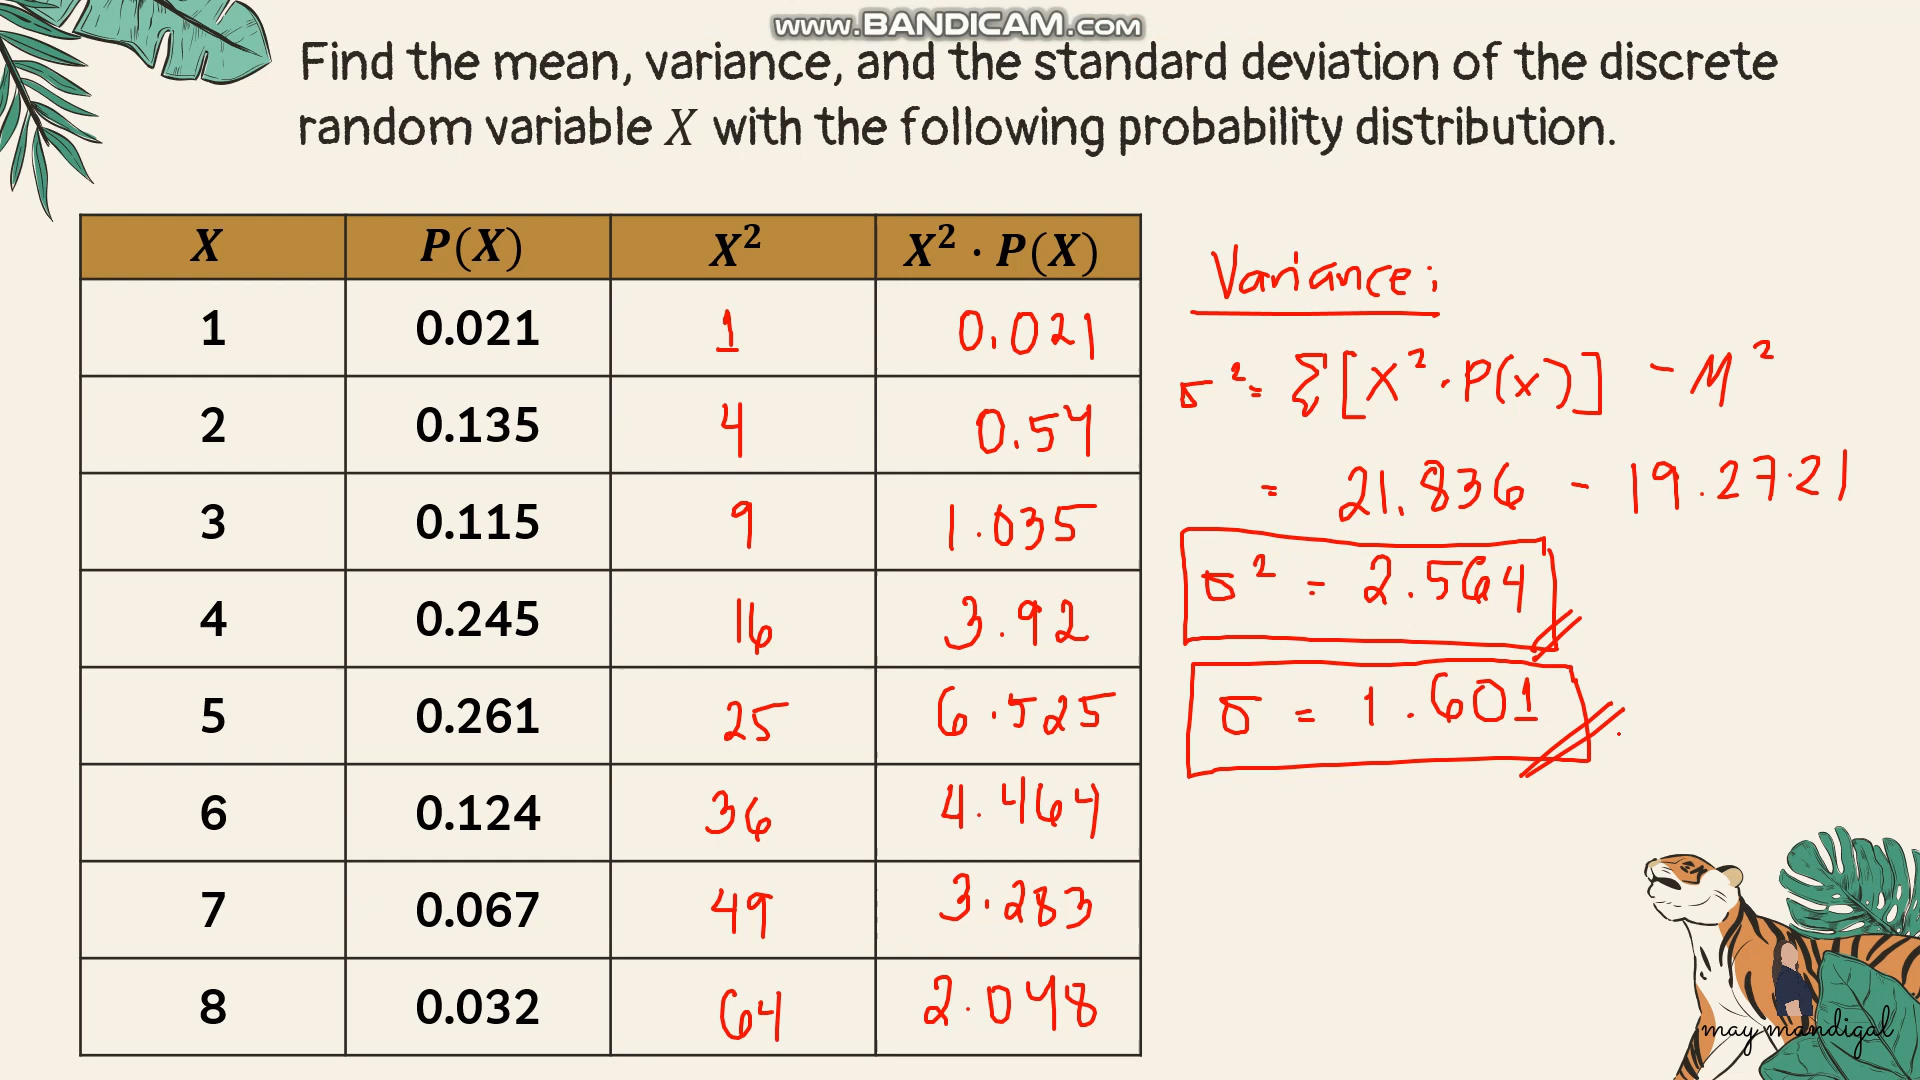 www.BANDICAM.com
Find the mean, variance, and the standard deviation of the discrete
random variable X with the following probability distribution.
X P(X) X² X² · P(X)
1 0.021 1 0.021
2 0.135 4 0.54
3 0.115 9 1.035
4 0.245 16 3.92
5 0.261 25 6.525
6 0.124 36 4.464
7 0.067 49 3.283
8 0.032 64 2.048
Variance:
σ² = Σ[X² · P(X)] - M²
= 21.836 - 19.27.21
σ² = 2.564
σ = 1.601
may mandigal